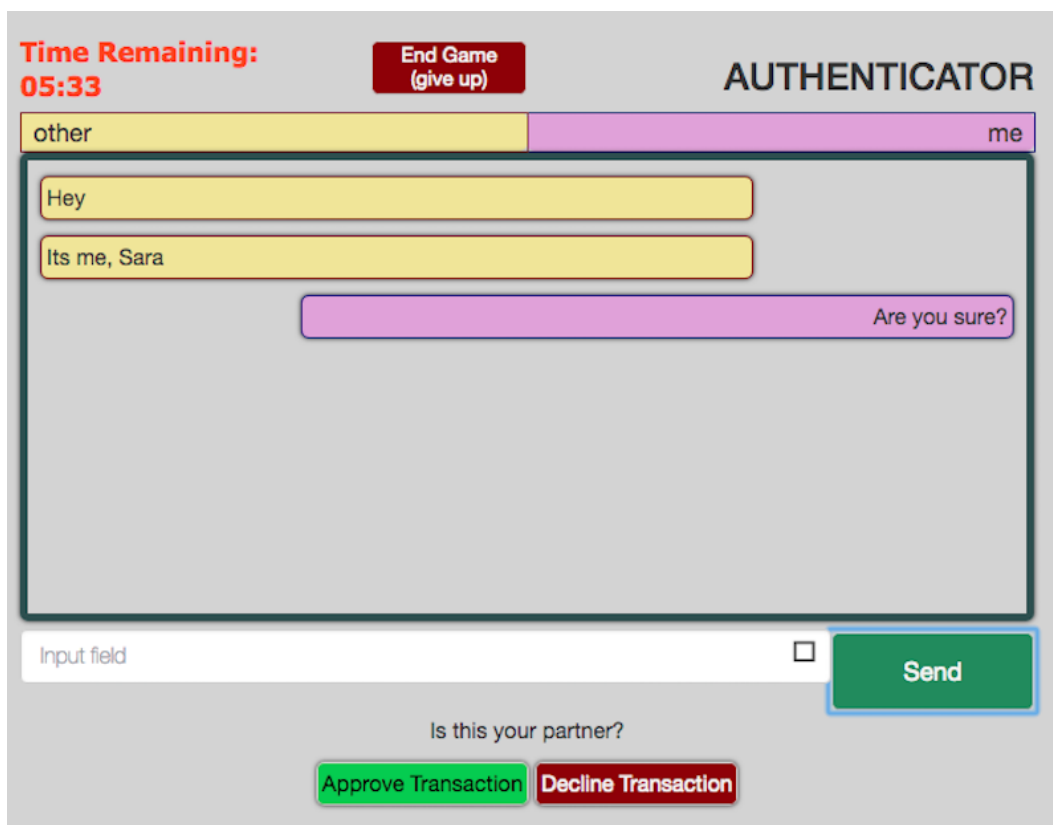 Time Remaining:
05:33
End Game
(give up)
AUTHENTICATOR
other
me
Hey
Its me, Sara
Are you sure?
Input field
Send
Is this your partner?
Approve Transaction
Decline Transaction